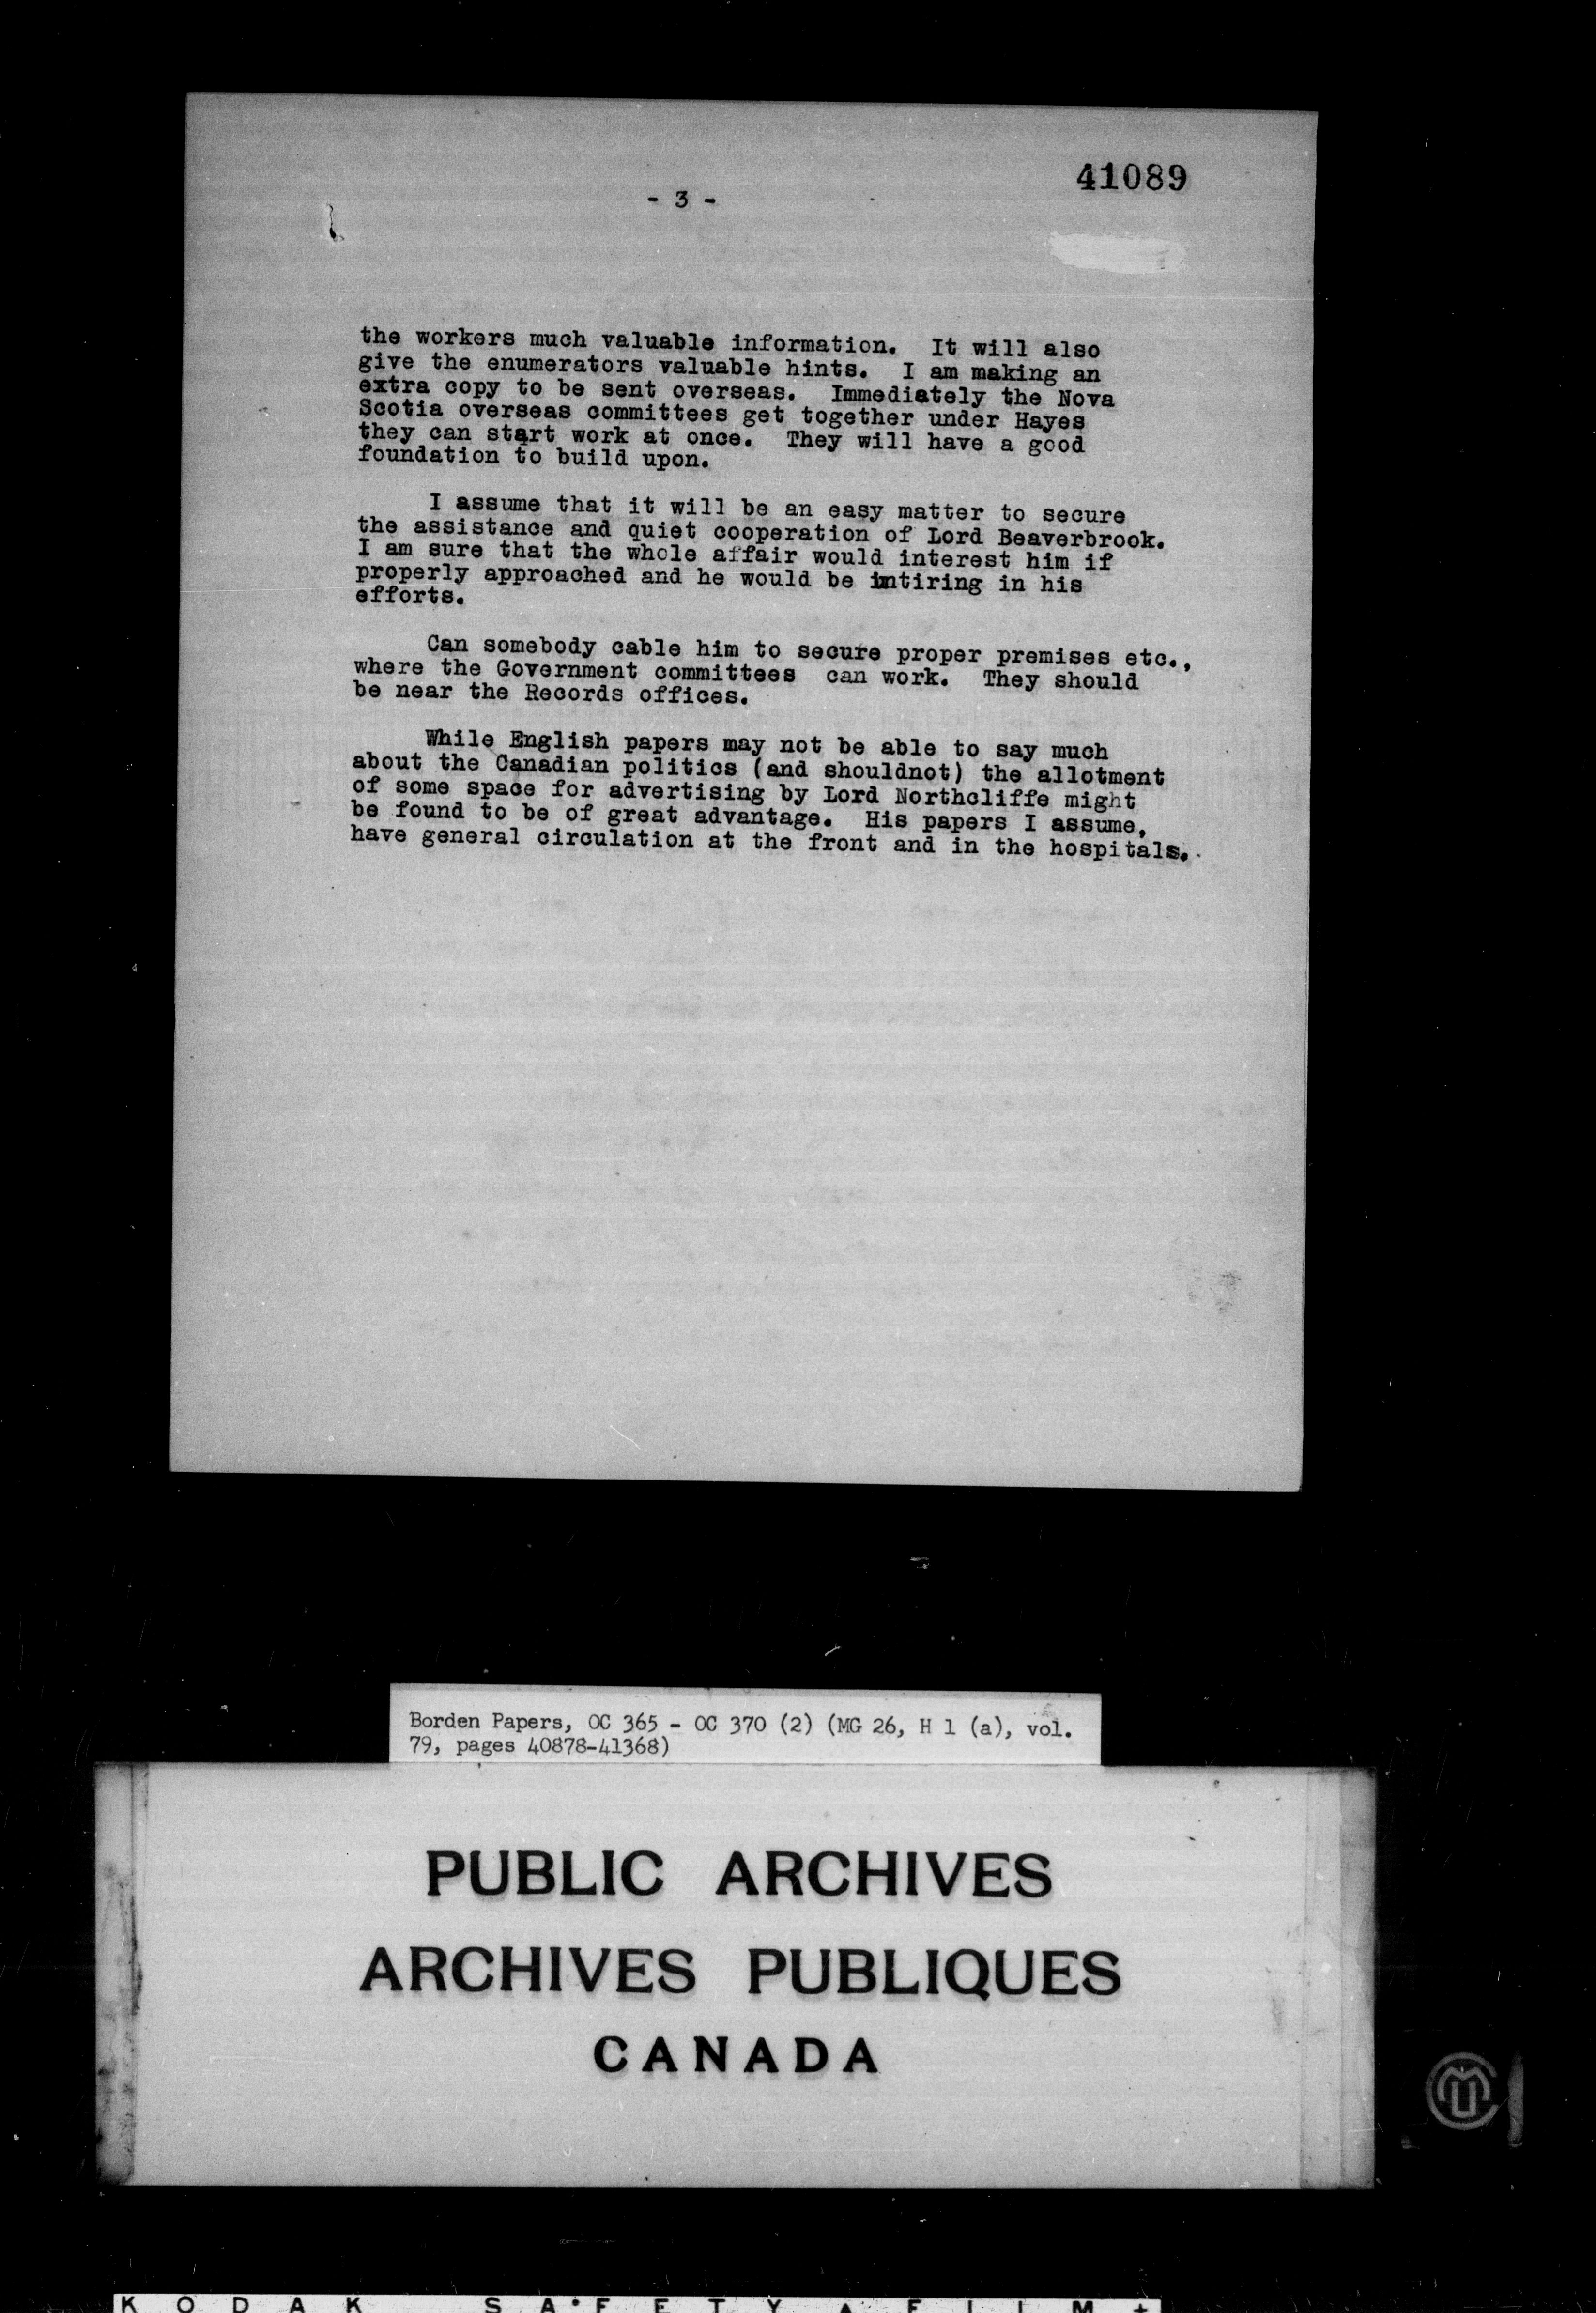 41089
- 3 -
the workers much valuable information. It will also
give the enumerators valuable hints. I am making an
extra copy to be sent overseas. Immediately the Nova
Scotia overseas committees get together under Hayes
they can start work at once. They will have a good
foundation to build upon.
I assume that it will be an easy matter to secure
the assistance and quiet cooperation of Lord Beaverbrook.
I am sure that the whole affair would interest him if
properly approached and he would be intiring in his
efforts.
Can somebody cable him to secure proper premises etc.,
where the Government committees can work. They should
be near the Records offices.
While English papers may not be able to say much
about the Canadian politics (and shouldnot) the allotment
of some space for advertising by Lord Northcliffe might
be found to be of great advantage. His papers I assume,
have general circulation at the front and in the hospitals.
Borden Papers, OC 365 - OC 370 (2) (MG 26, H 1 (a), vol.
79, pages 40878-41368)
PUBLIC ARCHIVES
ARCHIVES PUBLIQUES
CANADA
KODAK SAFETY FILM